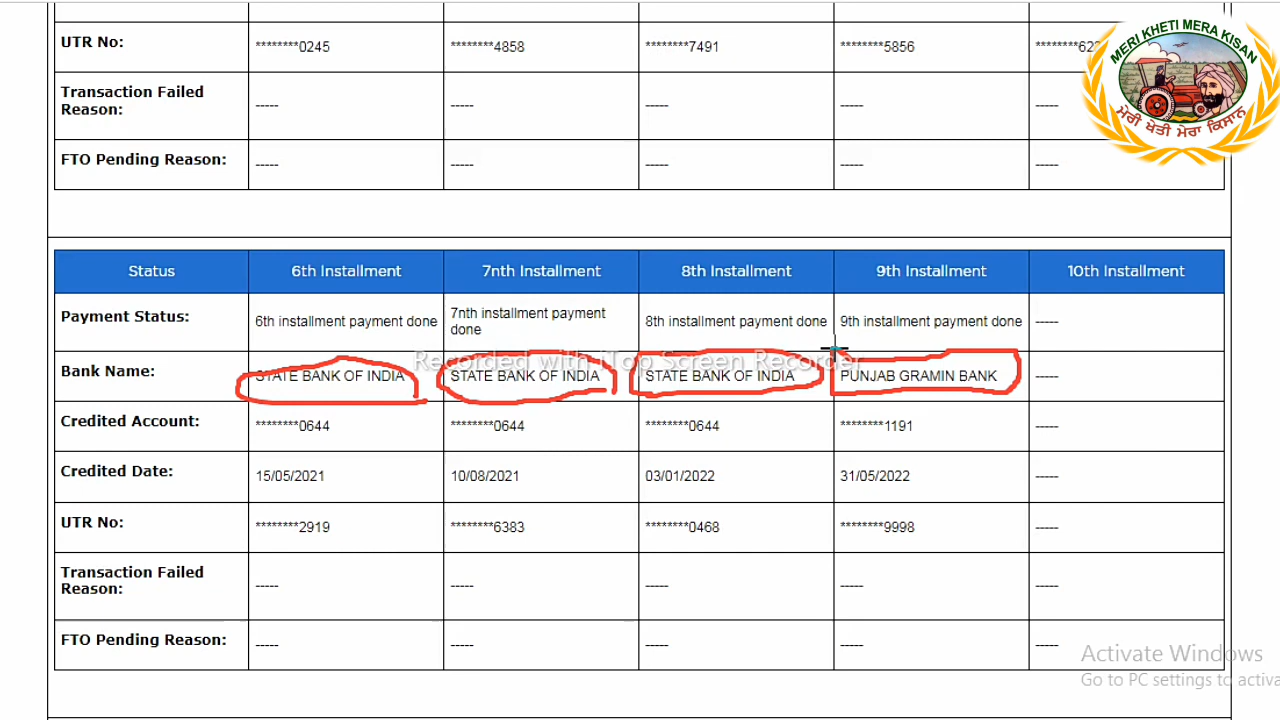 UTR No: ********0245 ********4858 ********7491 ********5856
MERI KHETI MERA KISAN
ਮੇਰੀ ਖੇਤੀ ਮੇਰਾ ਕਿਸਾਨ
Transaction Failed Reason: ----- ----- ----- ----- -----
FTO Pending Reason: ----- ----- ----- ----- -----
Status 6th Installment 7nth Installment 8th Installment 9th Installment 10th Installment
Payment Status: 6th installment payment done 7nth installment payment done 8th installment payment done 9th installment payment done -----
Recorded with iTop Screen Recorder
Bank Name: STATE BANK OF INDIA STATE BANK OF INDIA STATE BANK OF INDIA PUNJAB GRAMIN BANK -----
Credited Account: ********0644 ********0644 ********0644 ********1191 -----
Credited Date: 15/05/2021 10/08/2021 03/01/2022 31/05/2022 -----
UTR No: ********2919 ********6383 ********0468 ********9998 -----
Transaction Failed Reason: ----- ----- ----- ----- -----
FTO Pending Reason: ----- ----- ----- ----- -----
Activate Windows
Go to PC settings to activa